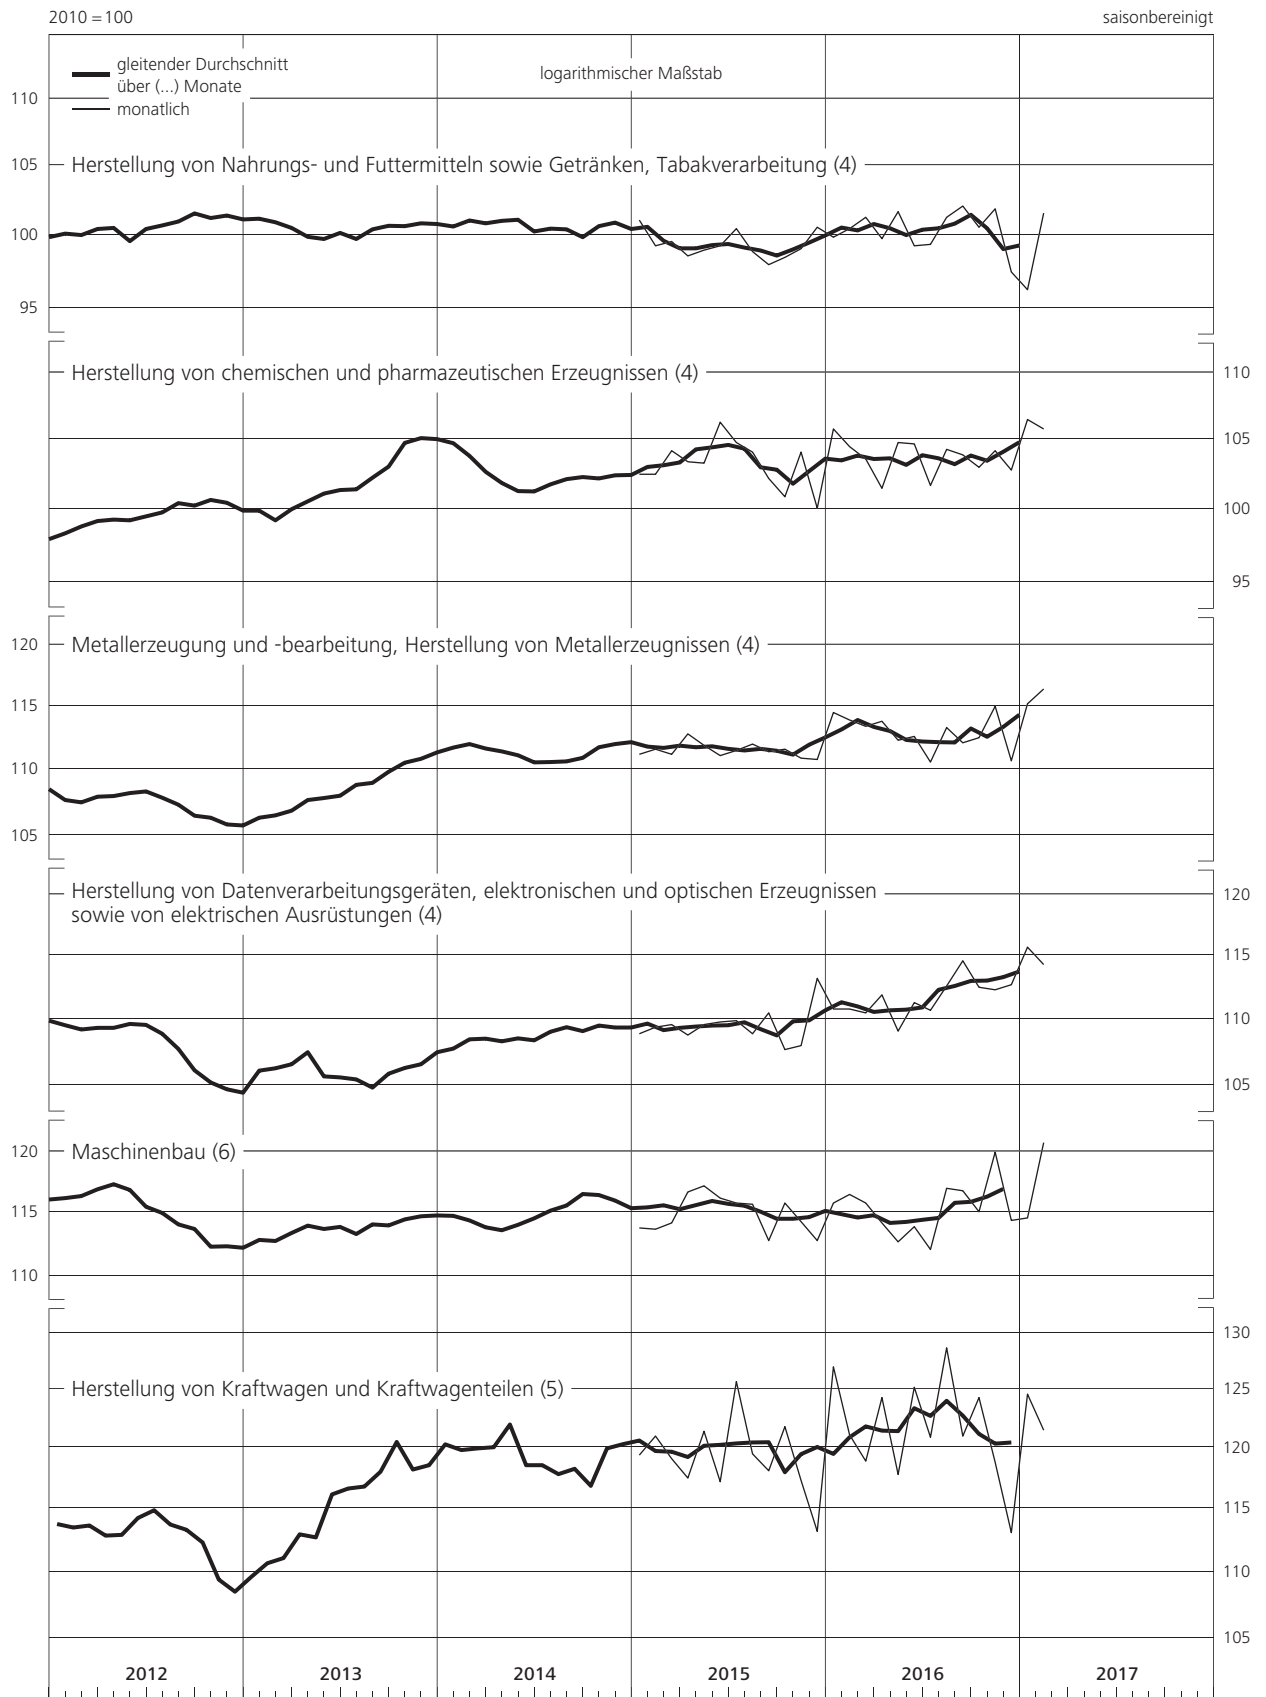 2010 = 100
saisonbereinigt
gleitender Durchschnitt
über (...) Monate
monatlich
logarithmischer Maßstab
110
105
Herstellung von Nahrungs- und Futtermitteln sowie Getränken, Tabakverarbeitung (4)
100
95
Herstellung von chemischen und pharmazeutischen Erzeugnissen (4)
110
105
100
95
120
Metallerzeugung und -bearbeitung, Herstellung von Metallerzeugnissen (4)
115
110
105
Herstellung von Datenverarbeitungsgeräten, elektronischen und optischen Erzeugnissen
sowie von elektrischen Ausrüstungen (4)
120
115
110
105
120
Maschinenbau (6)
115
110
130
Herstellung von Kraftwagen und Kraftwagenteilen (5)
125
120
115
110
105
2012 2013 2014 2015 2016 2017